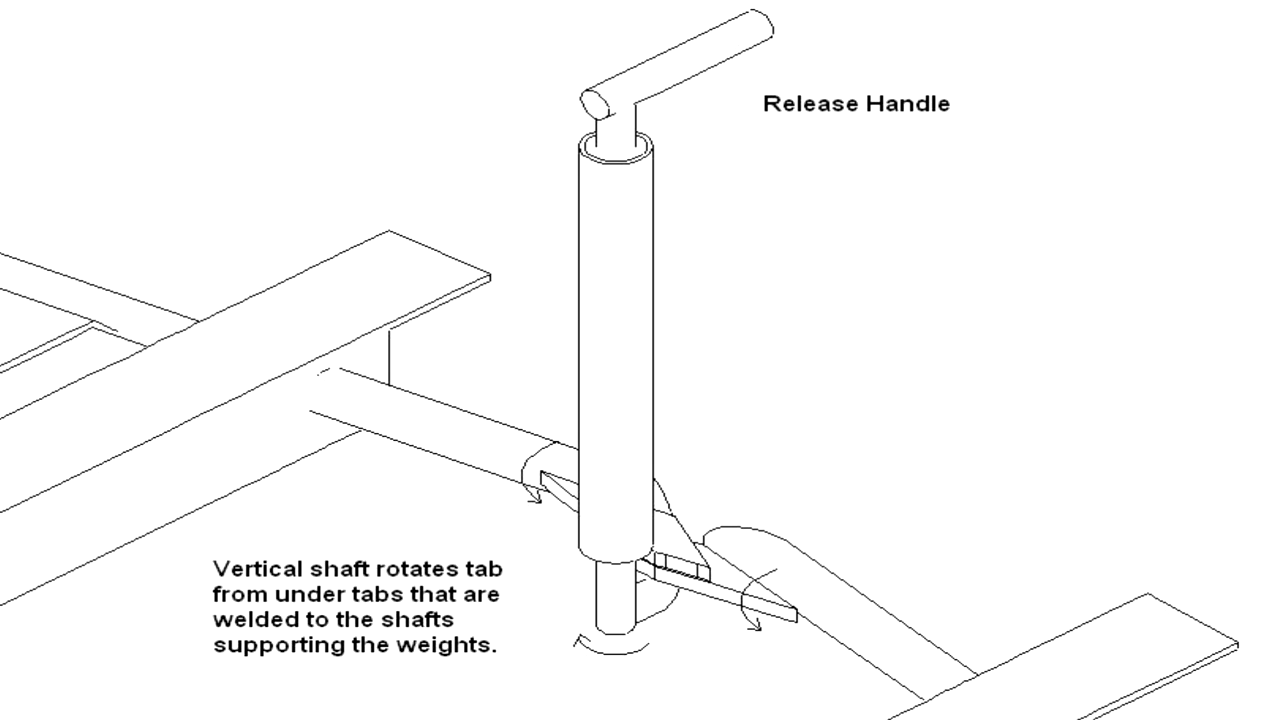 Release Handle
Vertical shaft rotates tab
from under tabs that are
welded to the shafts
supporting the weights.